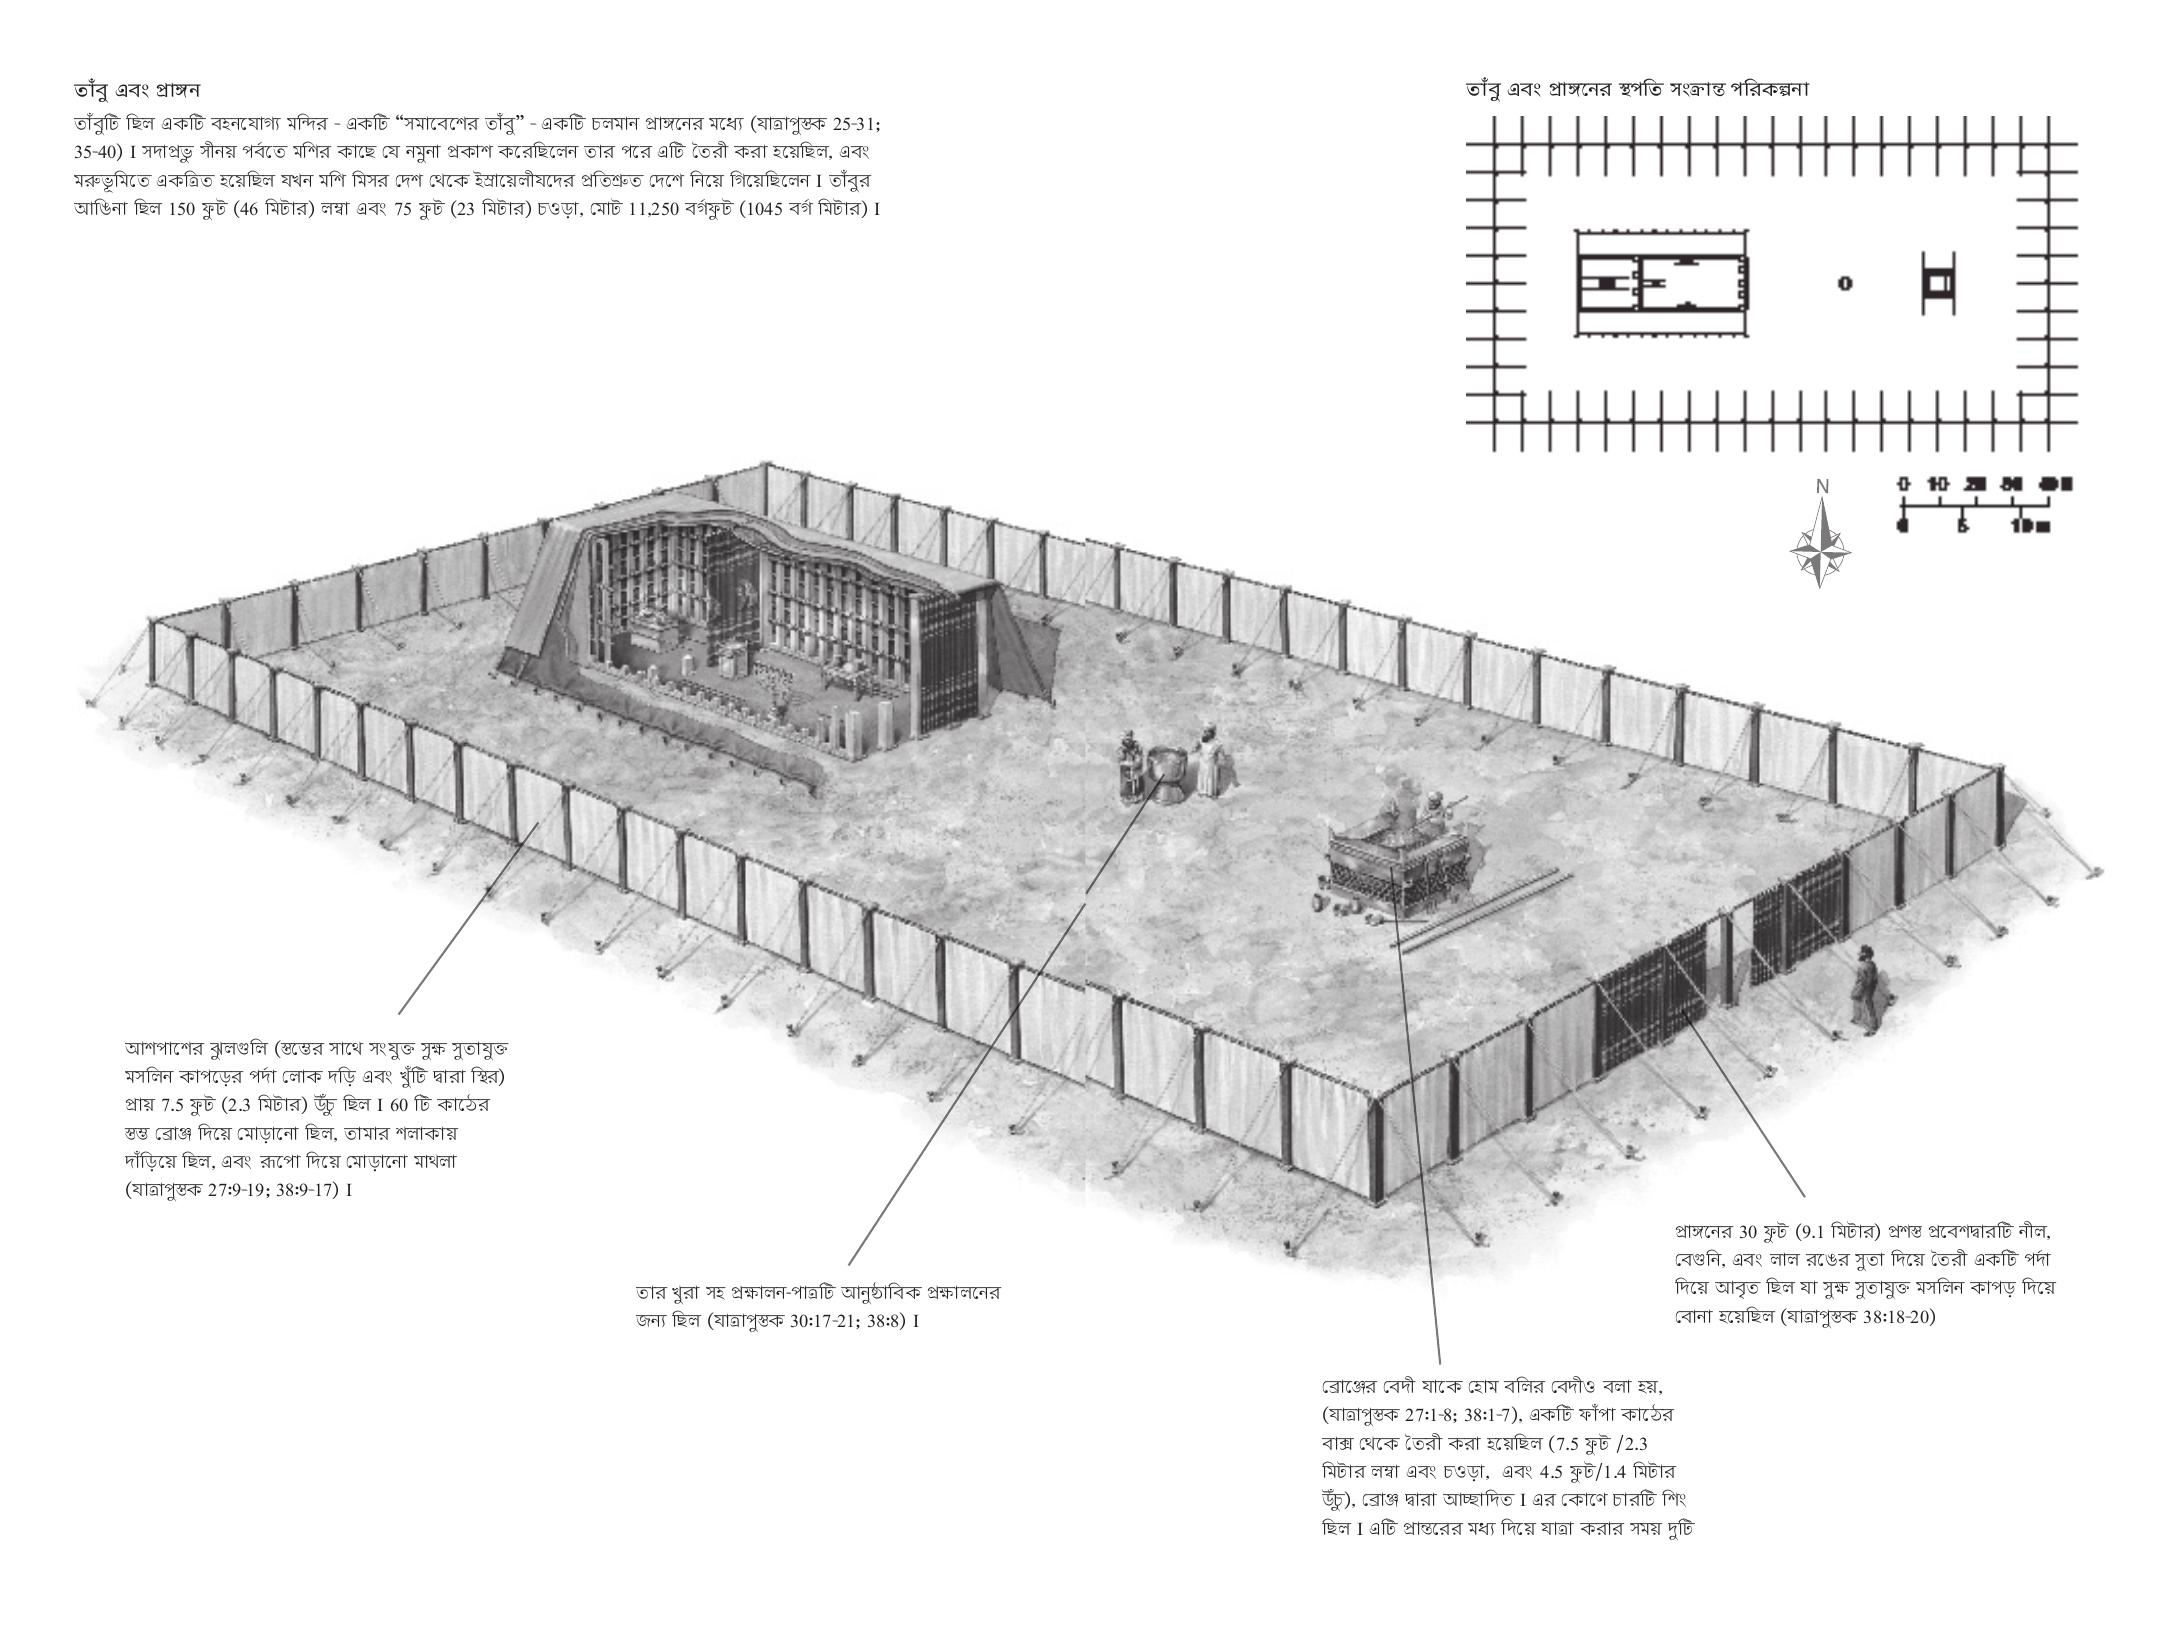 তাঁবু এবং প্রাঙ্গন
তাঁবুটি ছিল একটি বহনযোগ্য মন্দির - একটি “সমাবেশের তাঁবু” - একটি চলমান প্রাঙ্গনের মধ্যে (যাত্রাপুস্তক 25-31;
35-40) I সদাপ্রভু সীনয় পর্বতে মশির কাছে যে নমুনা প্রকাশ করেছিলেন তার পরে এটি তৈরী করা হয়েছিল, এবং
মরুভূমিতে একত্রিত হয়েছিল যখন মশি মিসর দেশ থেকে ইস্রায়েলীযদের প্রতিশ্রুত দেশে নিয়ে গিয়েছিলেন I তাঁবুর
আঙিনা ছিল 150 ফুট (46 মিটার) লম্বা এবং 75 ফুট (23 মিটার) চওড়া, মোট 11,250 বর্গফুট (1045 বর্গ মিটার) I
তাঁবু এবং প্রাঙ্গনের স্থপতি সংক্রান্ত পরিকল্পনা
N
0 10
0 5 10 m
আশপাশের ঝুলগুলি (স্তম্ভের সাথে সংযুক্ত সুক্ষ সুতাযুক্ত
মসলিন কাপড়ের পর্দা লোক দড়ি এবং খুঁটি দ্বারা স্থির)
প্রায় 7.5 ফুট (2.3 মিটার) উঁচু ছিল I 60 টি কাঠের
স্তম্ভ ব্রোঞ্জ দিয়ে মোড়ানো ছিল, তামার শলাকায়
দাঁড়িয়ে ছিল, এবং রূপো দিয়ে মোড়ানো মাথলা
(যাত্রাপুস্তক 27:9-19; 38:9-17) I
তার খুরা সহ প্রক্ষালন-পাত্রটি আনুষ্ঠাবিক প্রক্ষালনের
জন্য ছিল (যাত্রাপুস্তক 30:17-21; 38:8) I
প্রাঙ্গনের 30 ফুট (9.1 মিটার) প্রশস্ত প্রবেশদ্বারটি নীল,
বেগুনি, এবং লাল রঙের সুতা দিয়ে তৈরী একটি পর্দা
দিয়ে আবৃত ছিল যা সুক্ষ সুতাযুক্ত মসলিন কাপড় দিয়ে
বোনা হয়েছিল (যাত্রাপুস্তক 38:18-20)
ব্রোঞ্জের বেদী যাকে হোম বলির বেদীও বলা হয়,
(যাত্রাপুস্তক 27:1-8; 38:1-7), একটি ফাঁপা কাঠের
বাক্স থেকে তৈরী করা হয়েছিল (7.5 ফুট /2.3
মিটার লম্বা এবং চওড়া, এবং 4.5 ফুট/1.4 মিটার
উঁচু), ব্রোঞ্জ দ্বারা আচ্ছাদিত I এর কোণে চারটি শিং
ছিল I এটি প্রান্তরের মধ্য দিয়ে যাত্রা করার সময় দুটি